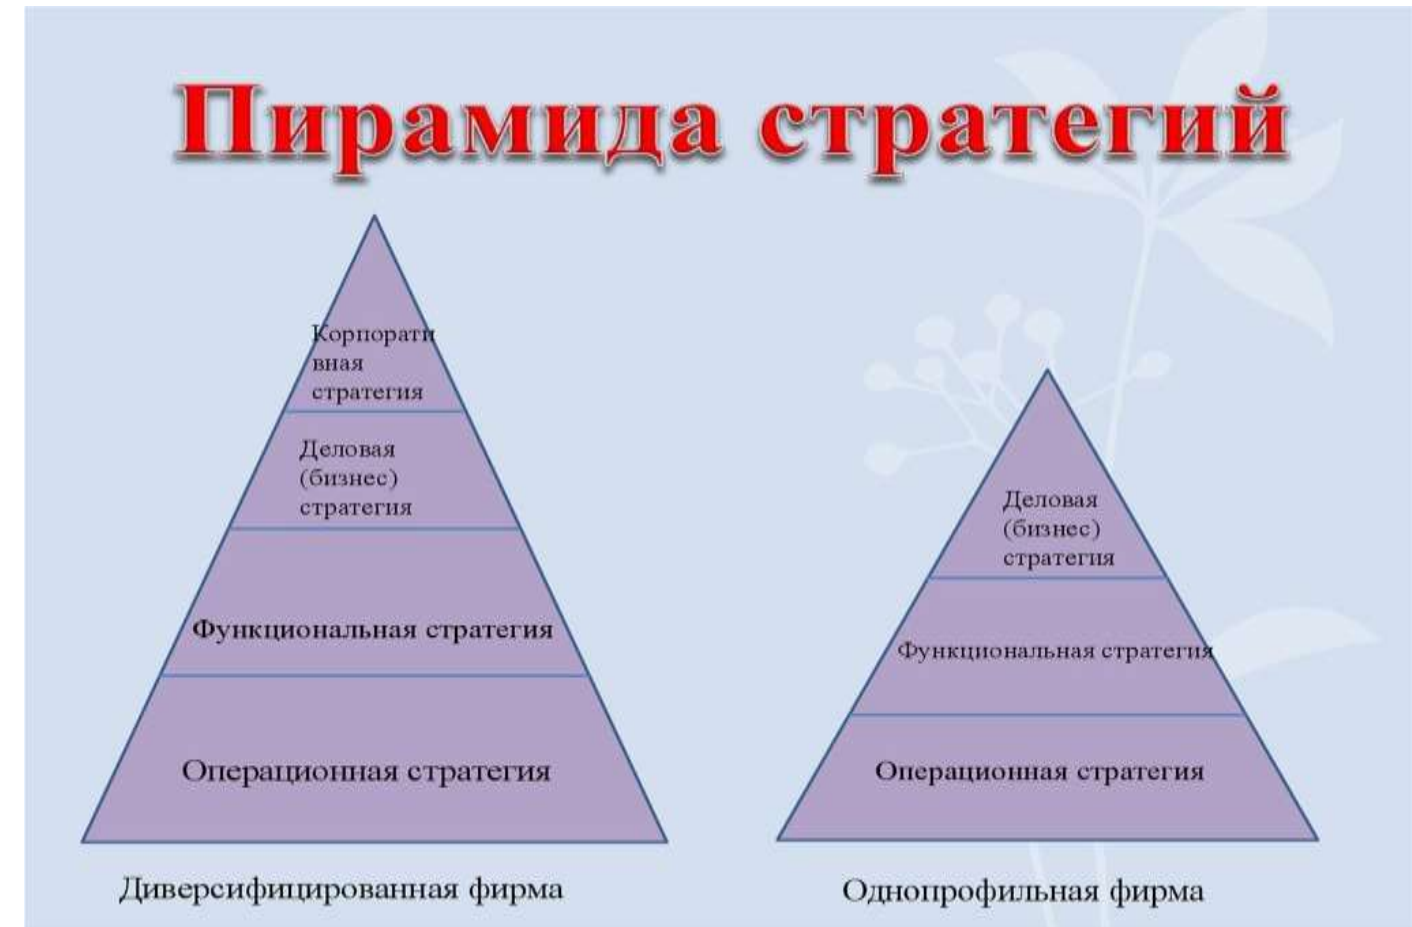 Пирамида стратегий
Корпорати
вная
стратегия
Деловая
(бизнес)
стратегия
Функциональная стратегия
Операционная стратегия
Диверсифицированная фирма
Деловая
(бизнес)
стратегия
Функциональная стратегия
Операционная стратегия
Однопрофильная фирма